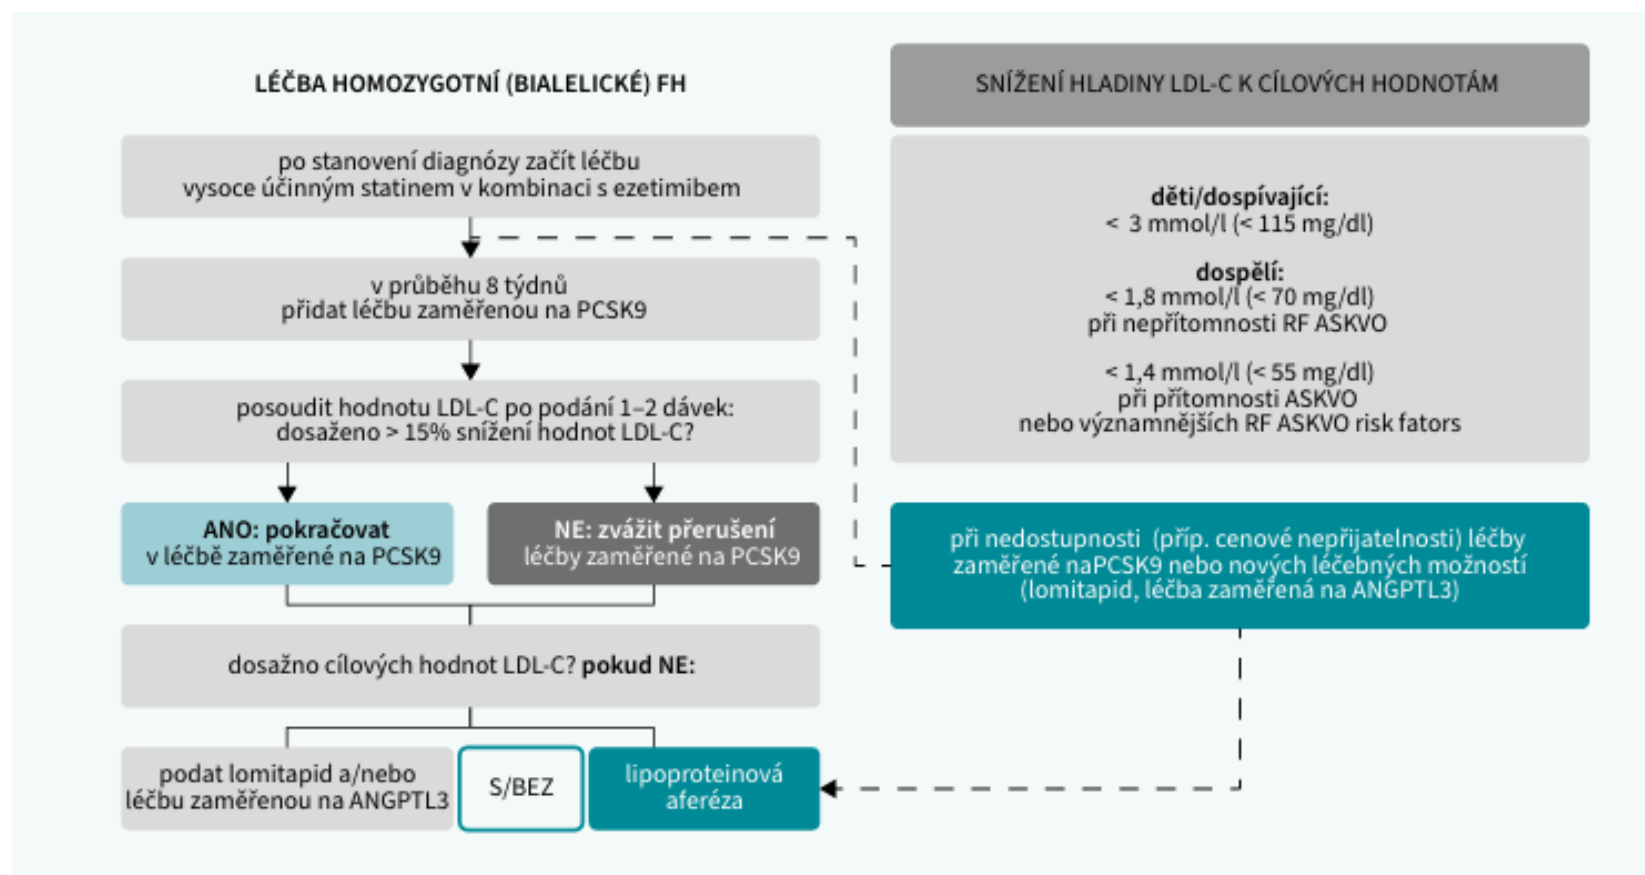 LÉČBA HOMOZYGOTNÍ (BIALELICKÉ) FH
po stanovení diagnózy začít léčbu
vysoce účinným statinem v kombinaci s ezetimibem
v průběhu 8 týdnů
přidat léčbu zaměřenou na PCSK9
posoudit hodnotu LDL-C po podání 1–2 dávek:
dosaženo > 15% snížení hodnot LDL-C?
ANO: pokračovat
v léčbě zaměřené na PCSK9
NE: zvážit přerušení
léčby zaměřené na PCSK9
dosažno cílových hodnot LDL-C? pokud NE:
podat lomitapid a/nebo
léčbu zaměřenou na ANGPTL3
S/BEZ
lipoproteinová
aferéza
SNÍŽENÍ HLADINY LDL-C K CÍLOVÝCH HODNOTÁM
děti/dospívající:
< 3 mmol/l (< 115 mg/dl)
dospělí:
< 1,8 mmol/l (< 70 mg/dl)
při nepřítomnosti RF ASKVO
< 1,4 mmol/l (< 55 mg/dl)
při přítomnosti ASKVO
nebo významnějších RF ASKVO risk fators
při nedostupnosti (příp. cenové nepřijatelnosti) léčby
zaměřené naPCSK9 nebo nových léčebných možností
(lomitapid, léčba zaměřená na ANGPTL3)